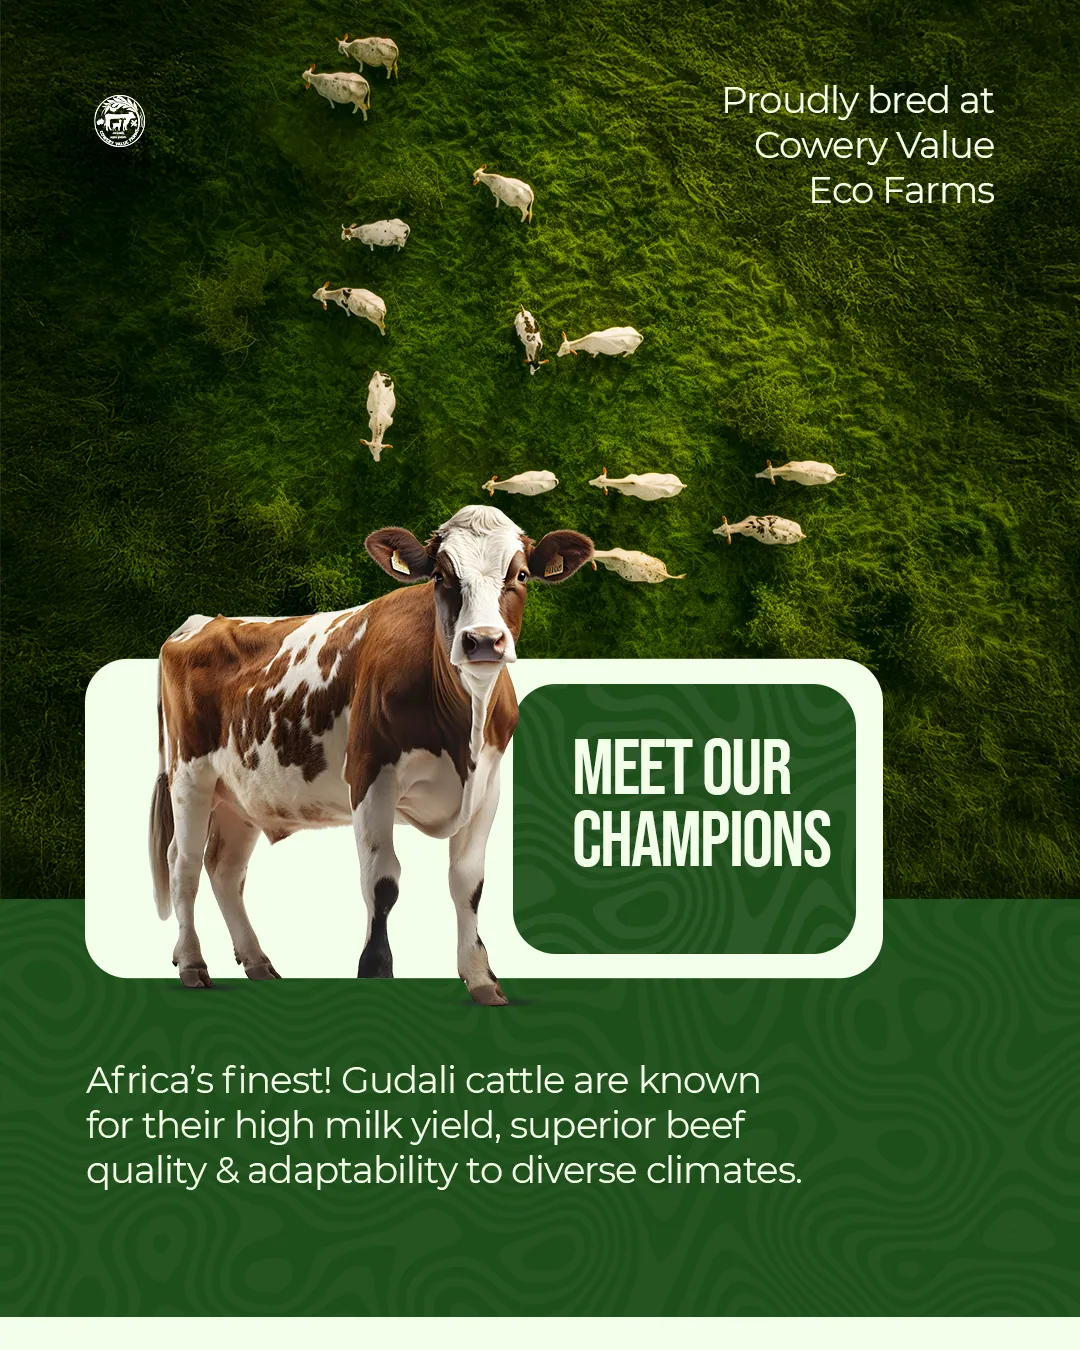 Proudly bred at
Cowery Value
Eco Farms
MEET OUR
CHAMPIONS
Africa’s finest! Gudali cattle are known
for their high milk yield, superior beef
quality & adaptability to diverse climates.